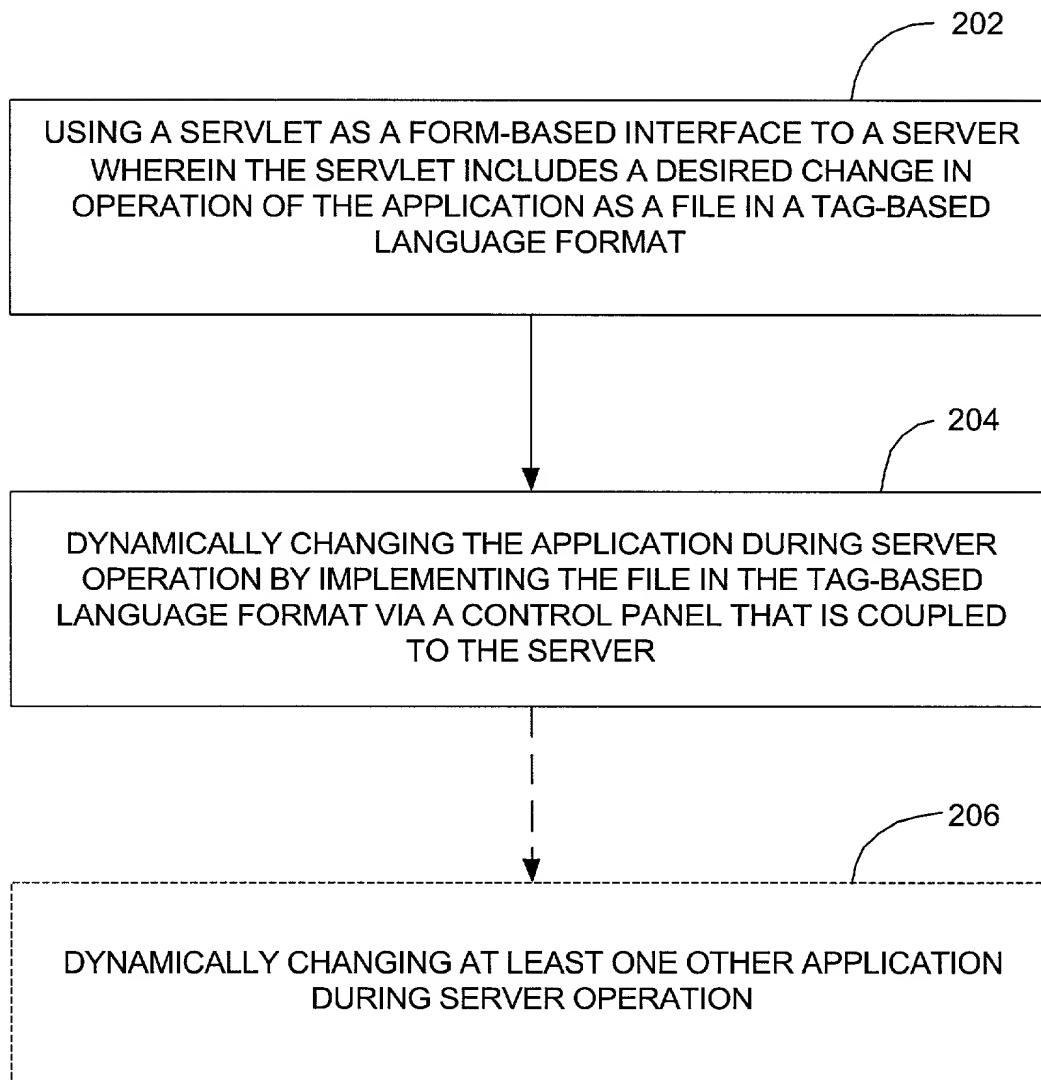 202
USING A SERVLET AS A FORM-BASED INTERFACE TO A SERVER
WHEREIN THE SERVLET INCLUDES A DESIRED CHANGE IN
OPERATION OF THE APPLICATION AS A FILE IN A TAG-BASED
LANGUAGE FORMAT
204
DYNAMICALLY CHANGING THE APPLICATION DURING SERVER
OPERATION BY IMPLEMENTING THE FILE IN THE TAG-BASED
LANGUAGE FORMAT VIA A CONTROL PANEL THAT IS COUPLED
TO THE SERVER
206
DYNAMICALLY CHANGING AT LEAST ONE OTHER APPLICATION
DURING SERVER OPERATION